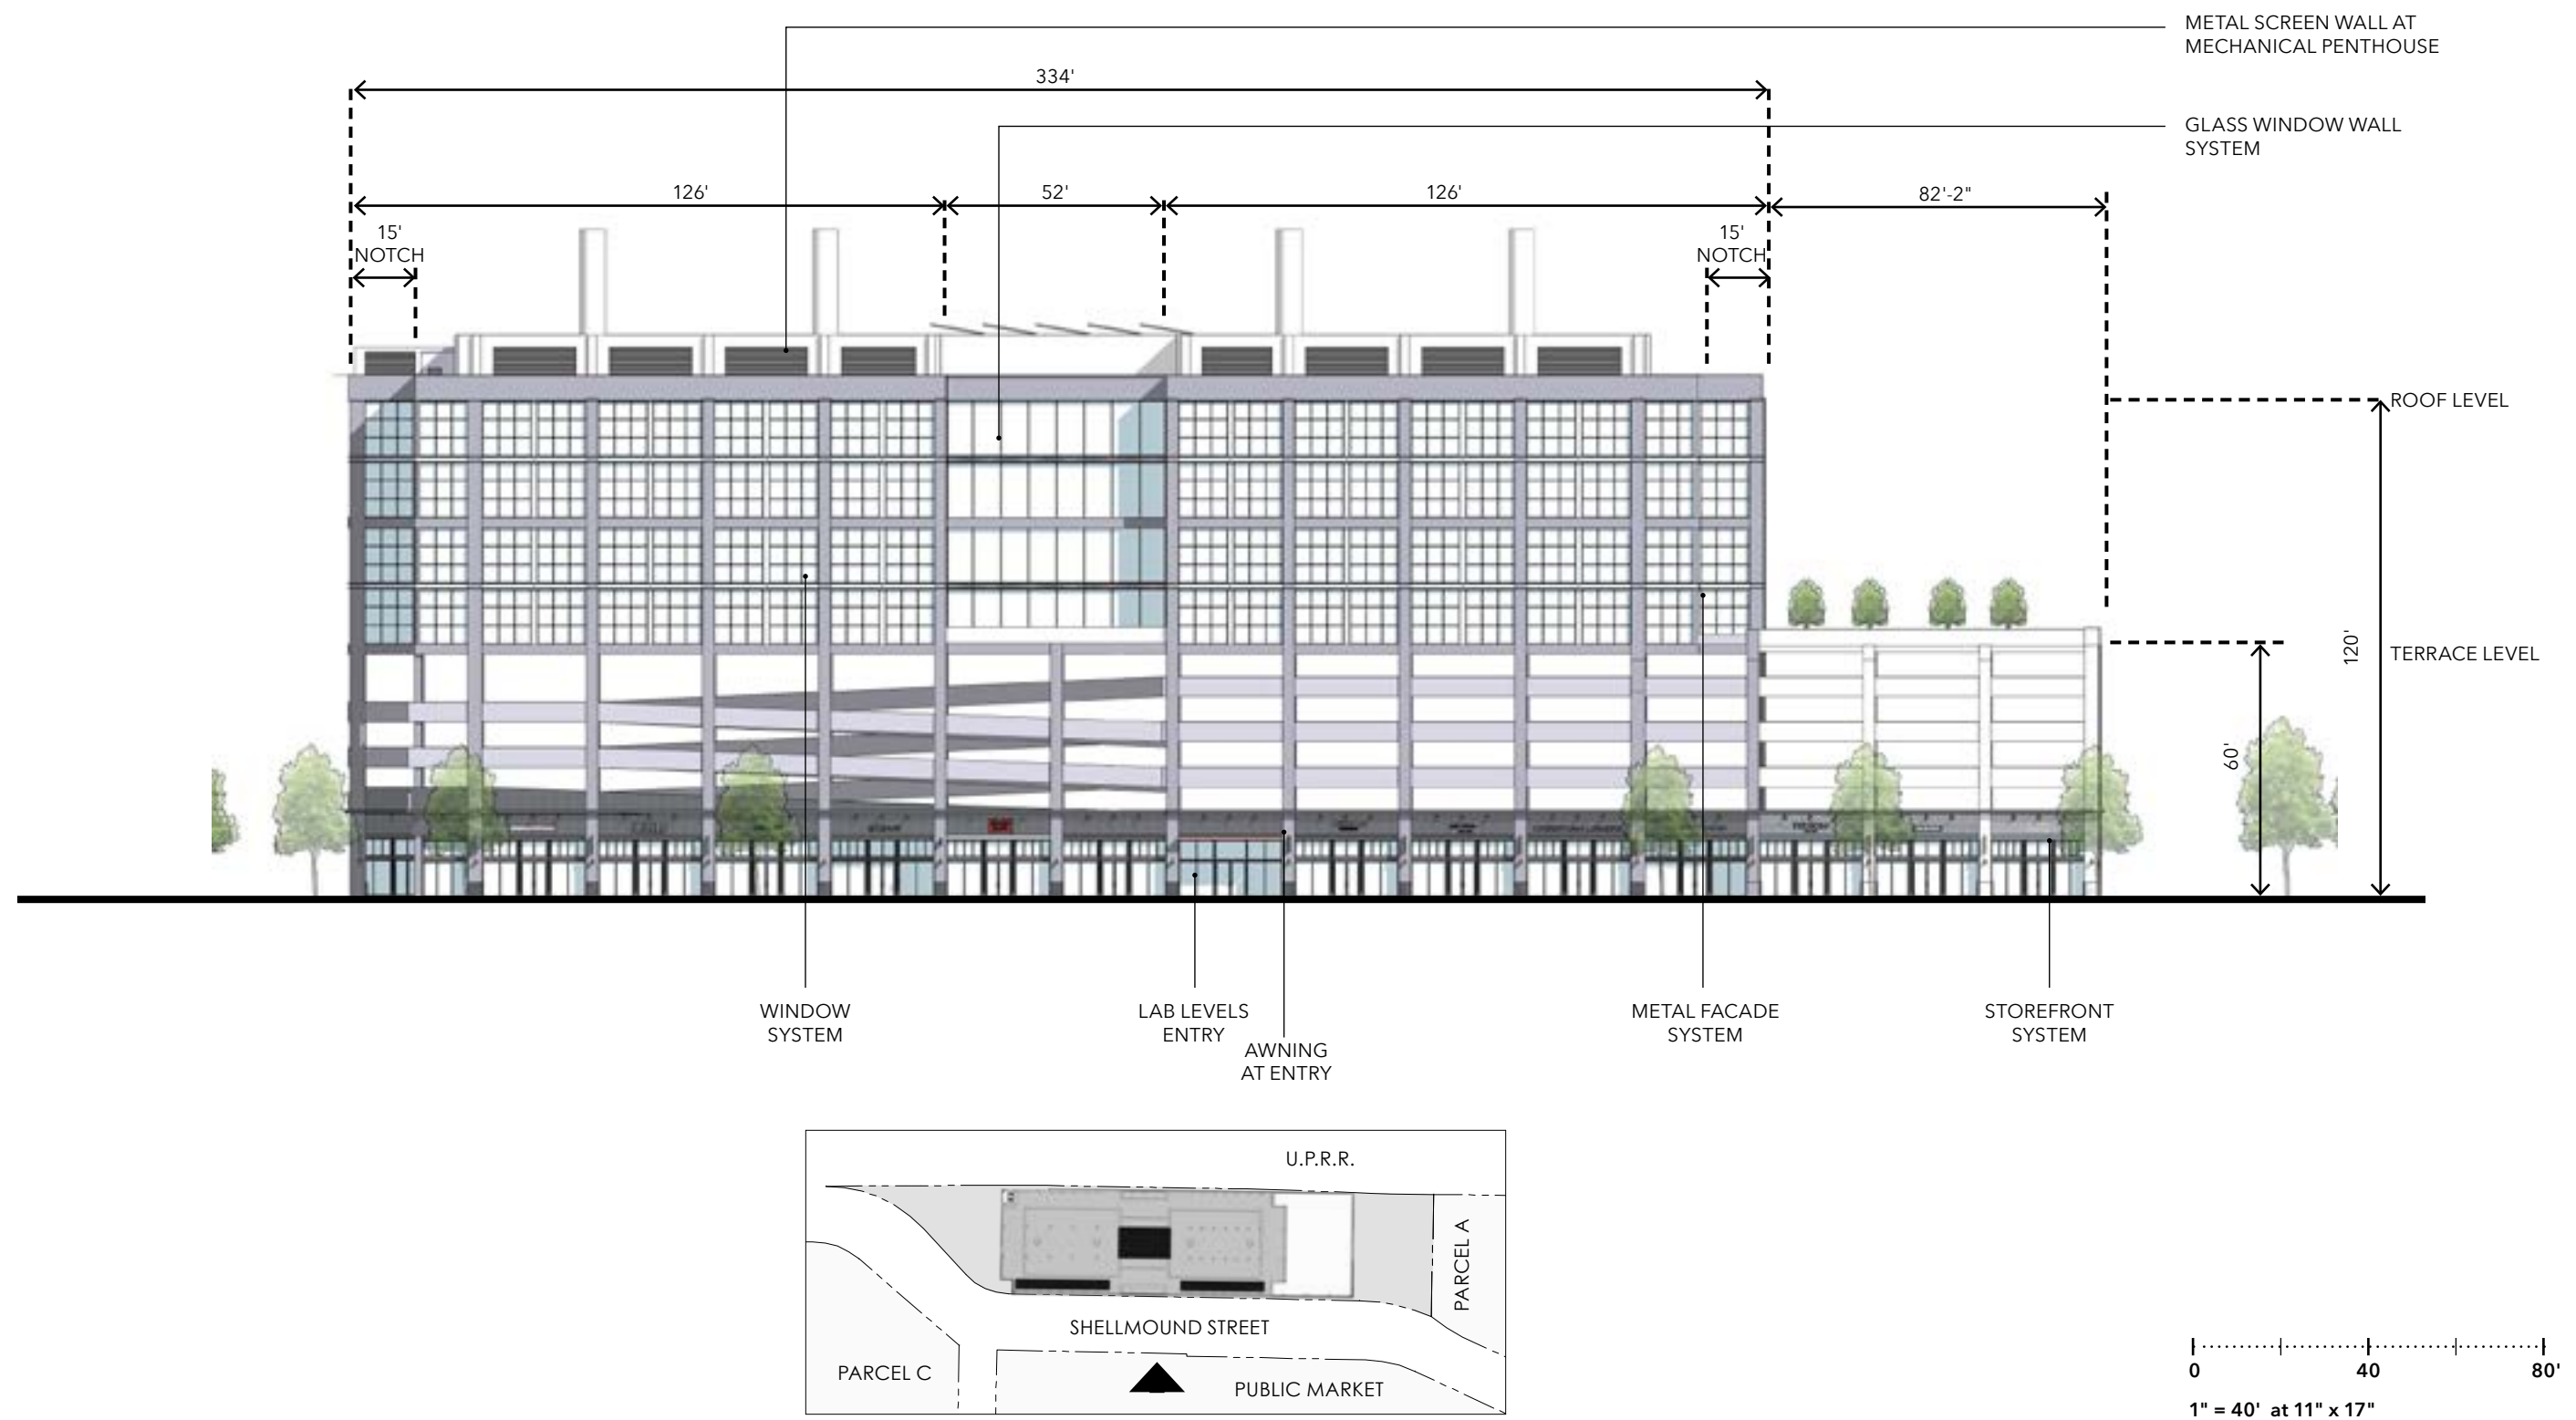 METAL SCREEN WALL AT
MECHANICAL PENTHOUSE
334'
GLASS WINDOW WALL
SYSTEM
126'
52'
126'
82'-2"
15'
NOTCH
15'
NOTCH
ROOF LEVEL
120'
TERRACE LEVEL
60'
WINDOW
SYSTEM
LAB LEVELS
ENTRY
AWNING
AT ENTRY
METAL FACADE
SYSTEM
STOREFRONT
SYSTEM
U.P.R.R.
PARCEL A
SHELLMOUND STREET
PARCEL C
PUBLIC MARKET
0
40
80'
1" = 40' at 11" x 17"